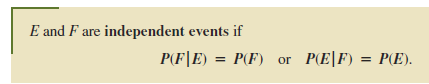 E and F are independent events if
P(F|E) = P(F) or P(E|F) = P(E).